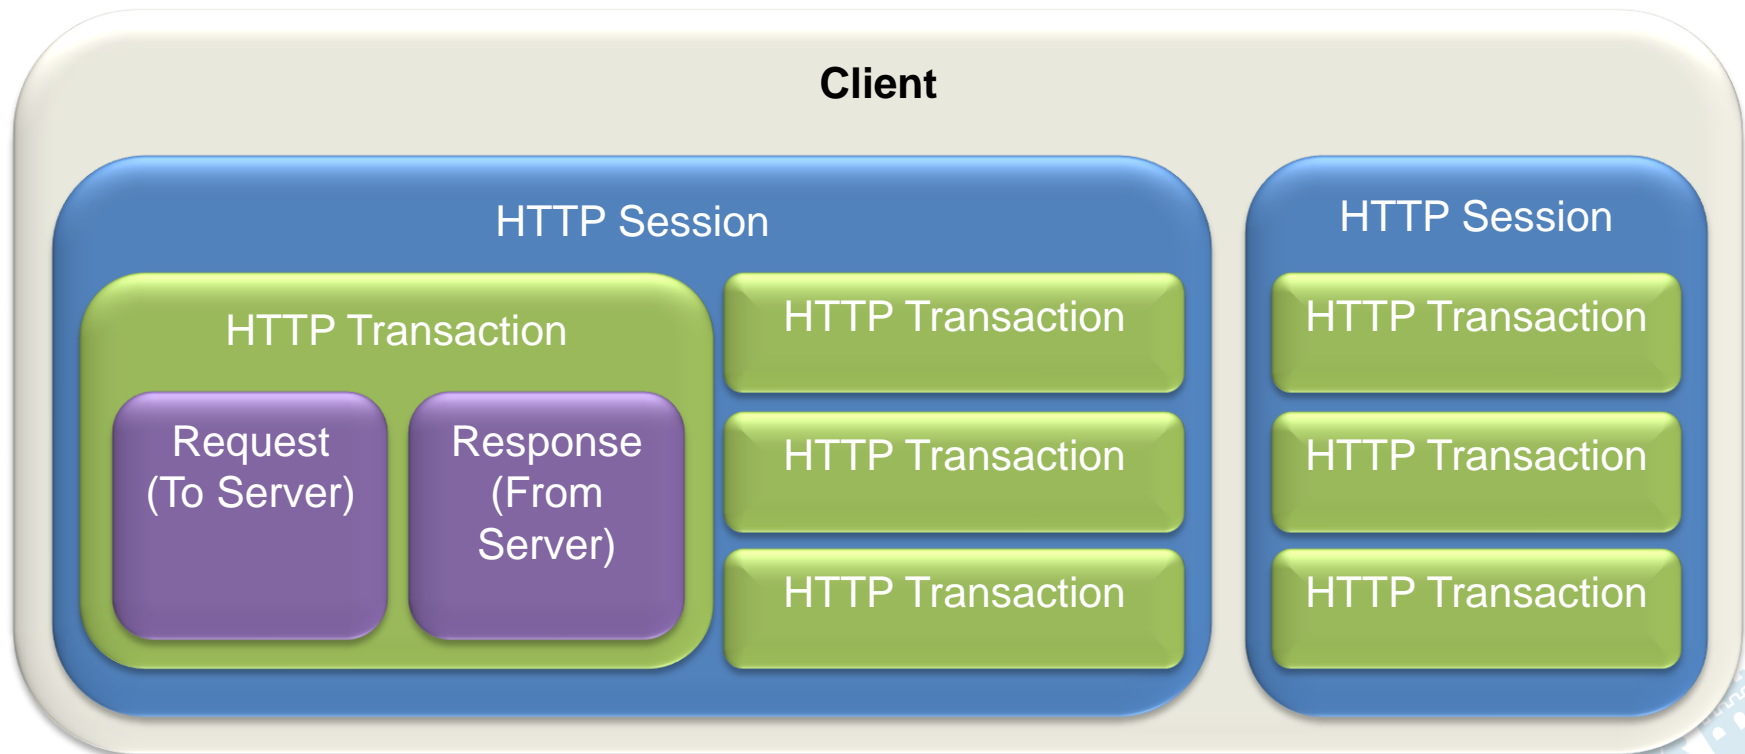 Client
HTTP Session
HTTP Transaction
Request
(To Server)
Response
(From
Server)
HTTP Transaction
HTTP Transaction
HTTP Transaction
HTTP Session
HTTP Transaction
HTTP Transaction
HTTP Transaction